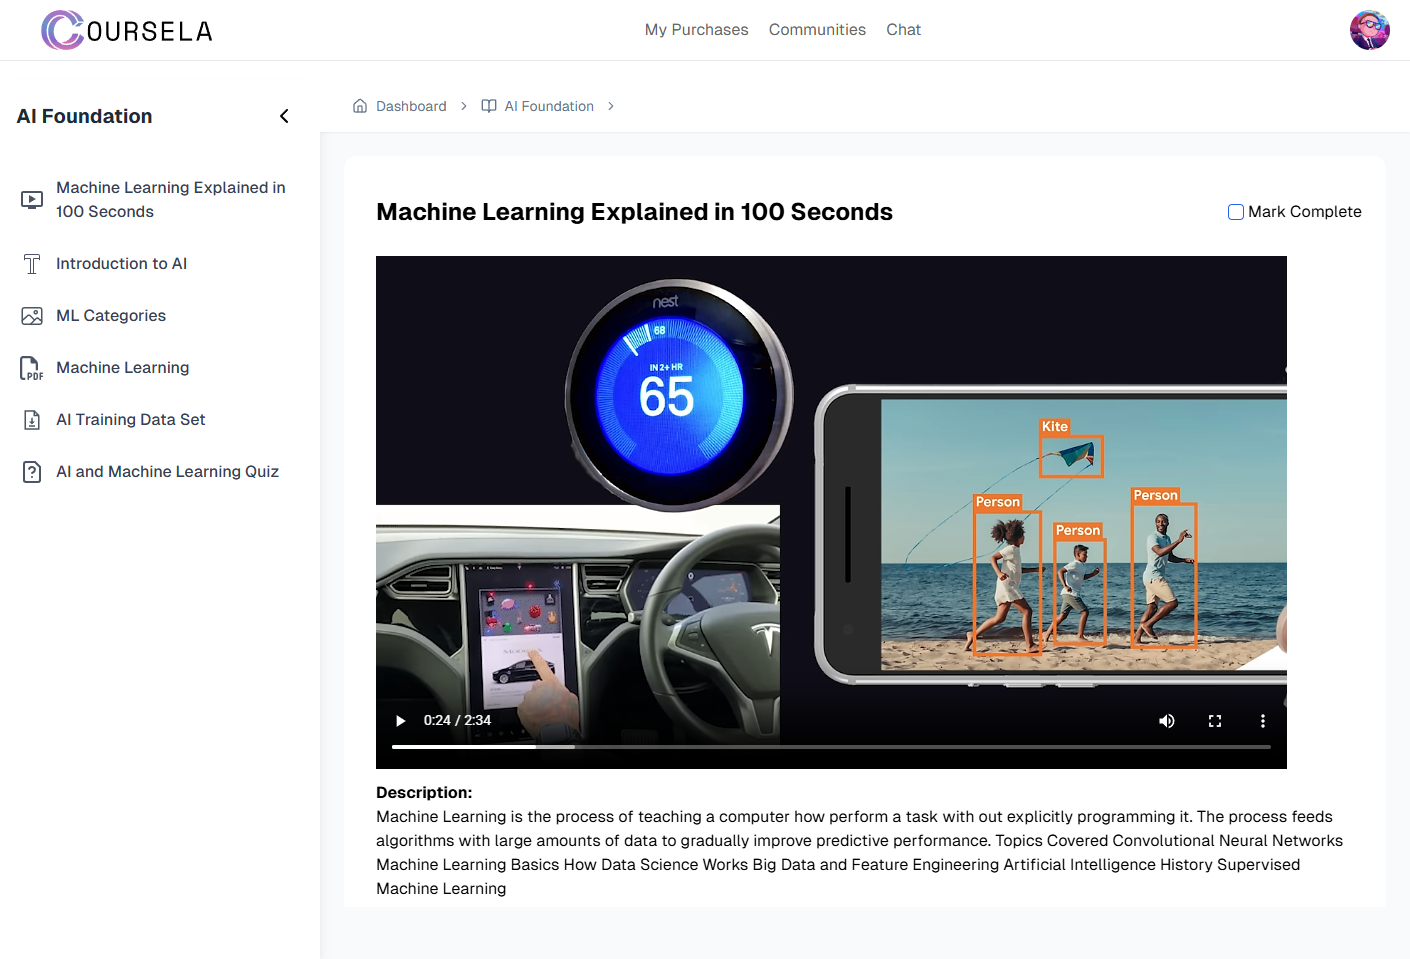 COURSELA
My Purchases
Communities
Chat
AI Foundation
Dashboard
AI Foundation
Machine Learning Explained in
100 Seconds
Introduction to AI
ML Categories
PDF
Machine Learning
AI Training Data Set
AI and Machine Learning Quiz
Machine Learning Explained in 100 Seconds
Mark Complete
nest
68
IN 2+ HR
65
Kite
Person
Person
Person
0:24 / 2:34
Description:
Machine Learning is the process of teaching a computer how perform a task with out explicitly programming it. The process feeds
algorithms with large amounts of data to gradually improve predictive performance. Topics Covered Convolutional Neural Networks
Machine Learning Basics How Data Science Works Big Data and Feature Engineering Artificial Intelligence History Supervised
Machine Learning